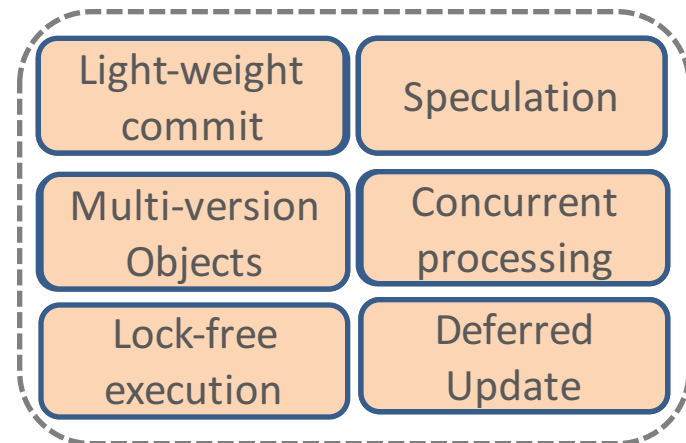 Light-weight
commit
Speculation
Multi-version
Objects
Concurrent
processing
Lock-free
execution
Deferred
Update